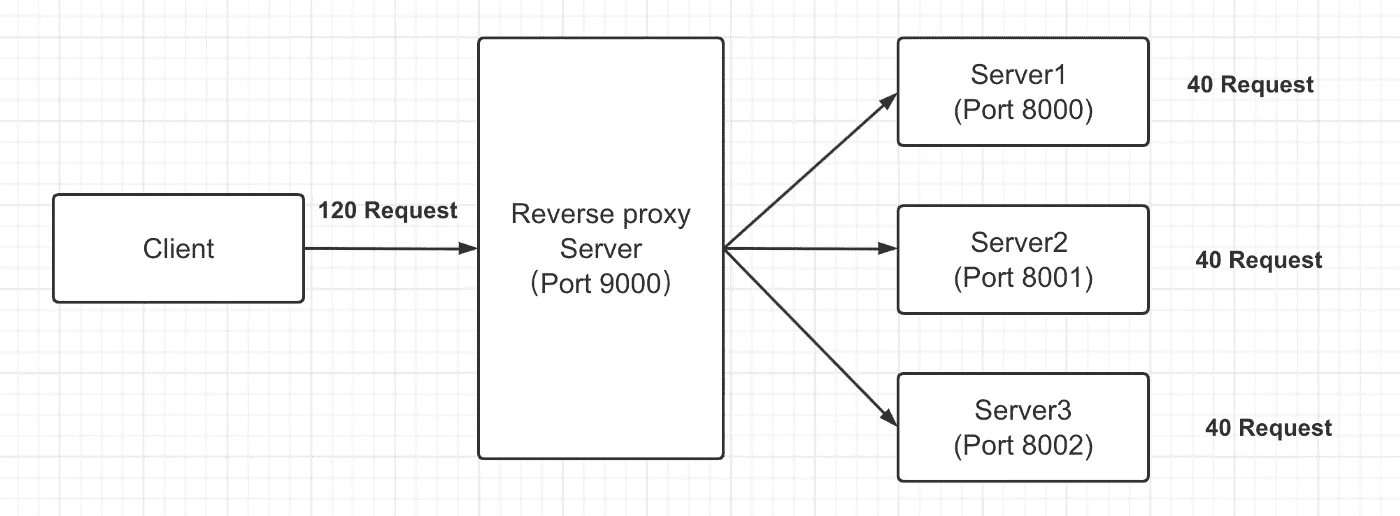 Client
120 Request
Reverse proxy
Server
（Port 9000）
Server1
(Port 8000)
40 Request
Server2
(Port 8001)
40 Request
Server3
(Port 8002)
40 Request